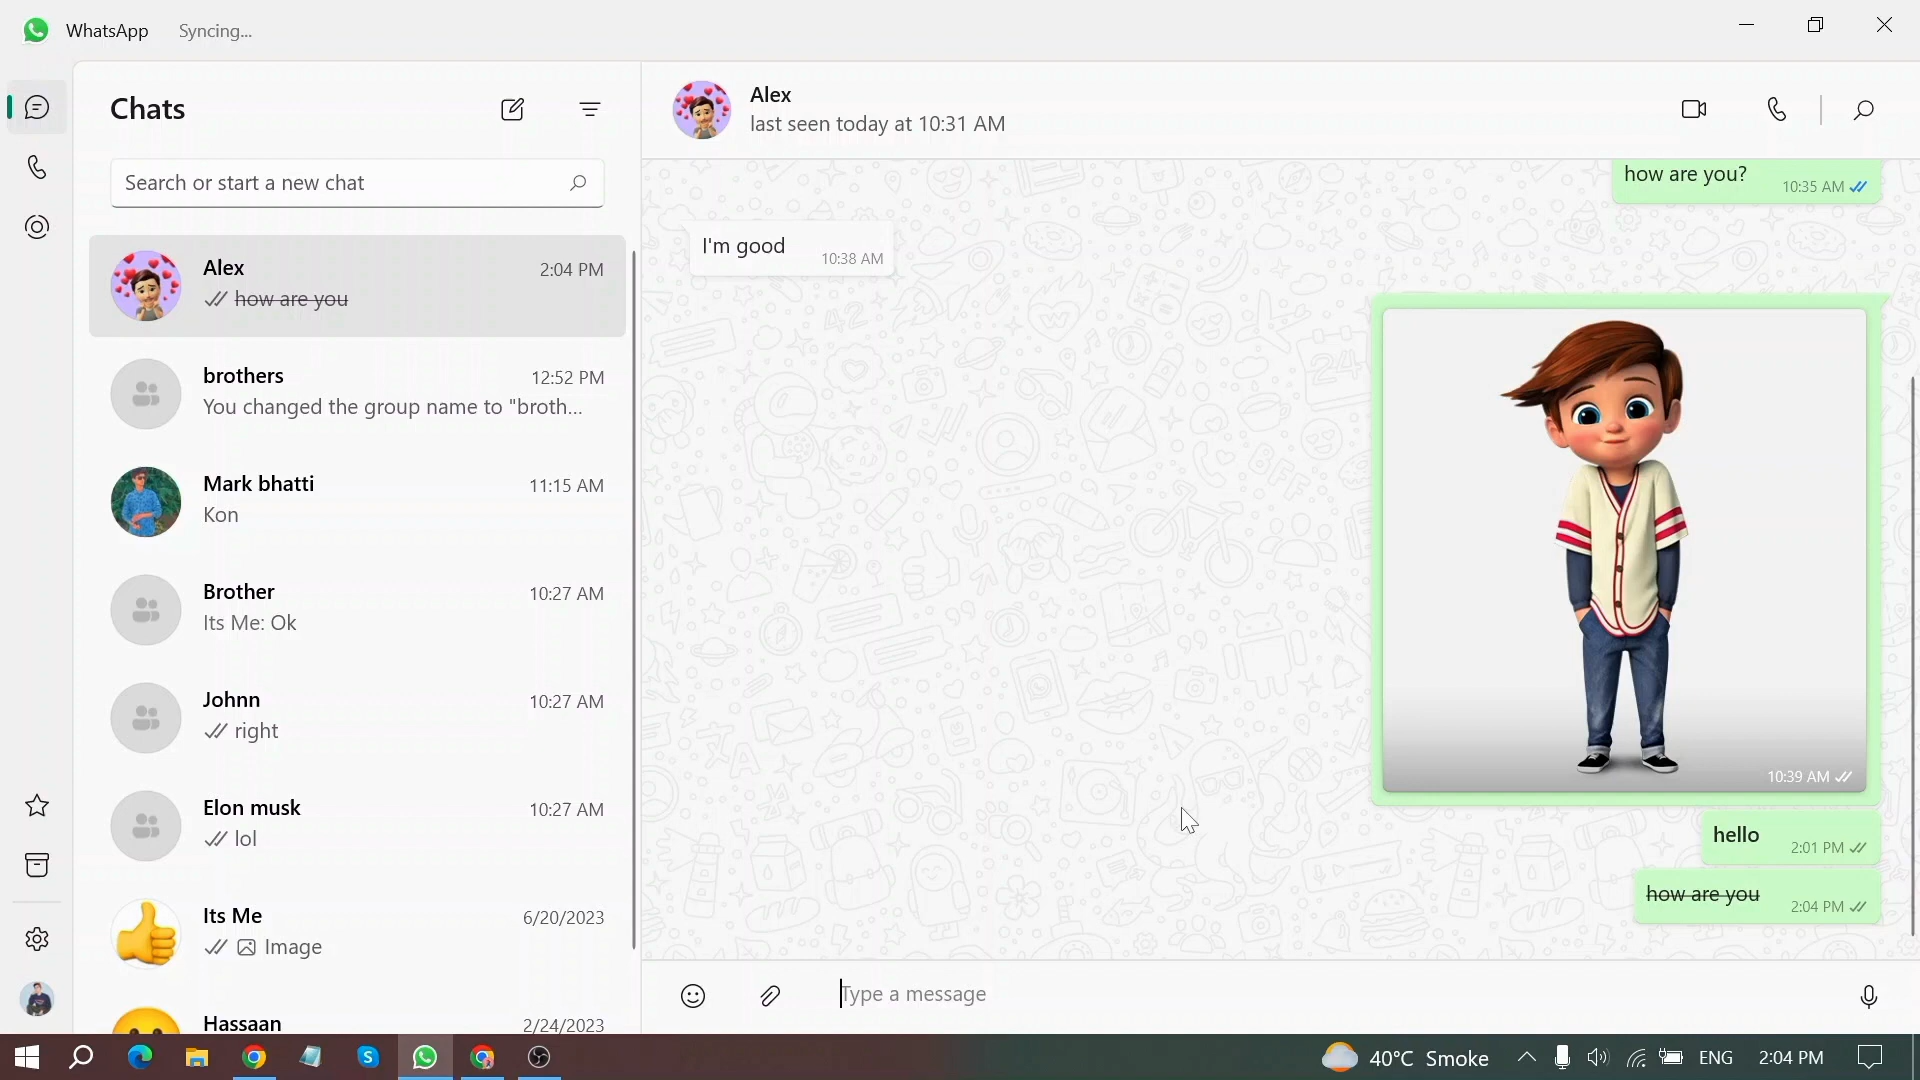 WhatsApp Syncing...
Chats
Search or start a new chat
Alex 2:04 PM
how are you
brothers 12:52 PM
You changed the group name to "broth...
Mark bhatti 11:15 AM
Kon
Brother 10:27 AM
Its Me: Ok
Johnn 10:27 AM
right
Elon musk 10:27 AM
lol
Its Me 6/20/2023
Image
Hassaan 2/24/2023
Alex
last seen today at 10:31 AM
how are you? 10:35 AM
I'm good 10:38 AM
10:39 AM
hello 2:01 PM
how are you 2:04 PM
Type a message
40°C Smoke ENG 2:04 PM